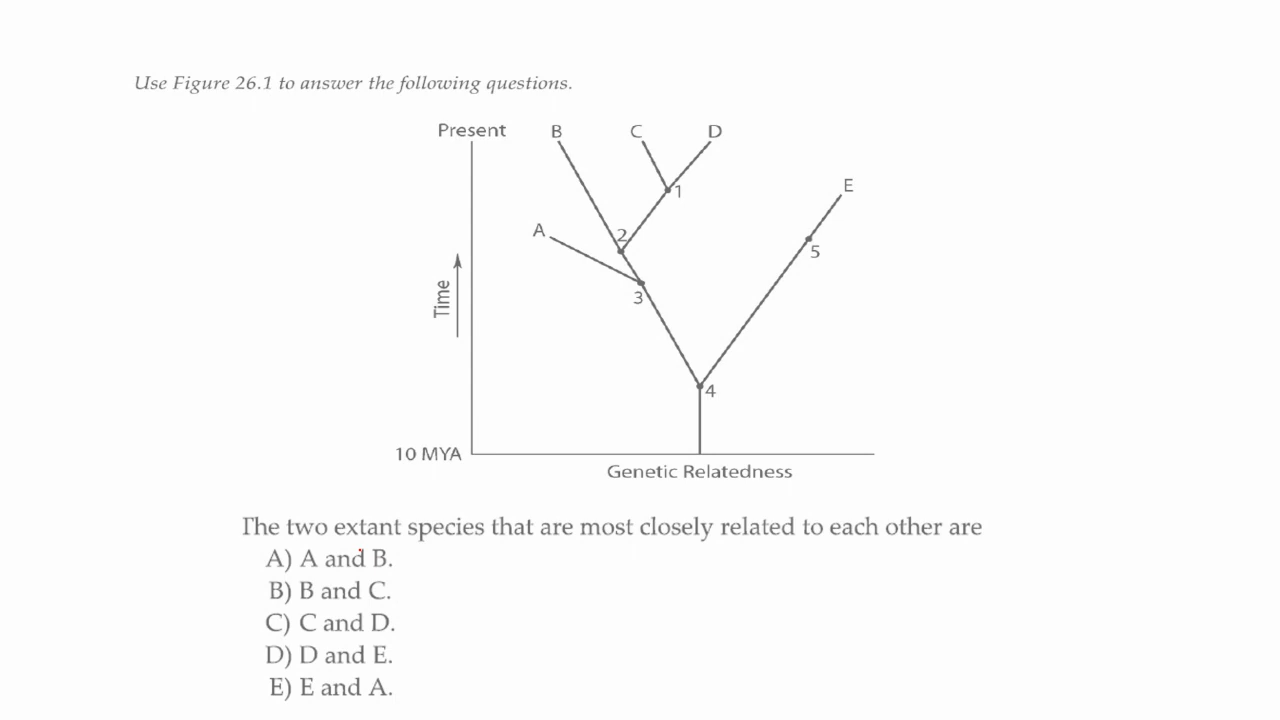 Use Figure 26.1 to answer the following questions.
Present B C D
E
1
A
2
5
3
Time
4
10 MYA
Genetic Relatedness
The two extant species that are most closely related to each other are
A) A and B.
B) B and C.
C) C and D.
D) D and E.
E) E and A.